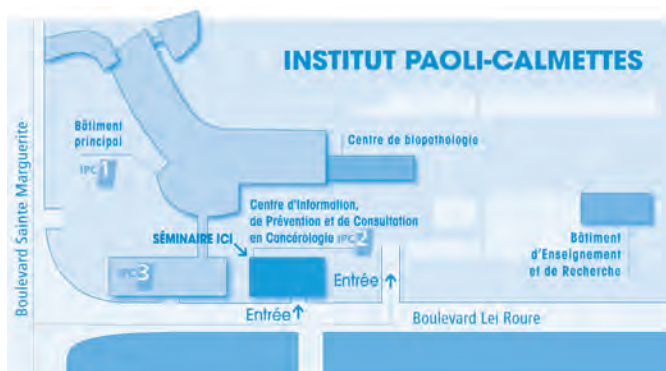 INSTITUT PAOLI-CALMETTES
Bâtiment
principal
IPC 1
Centre de biopathologie
Centre d'Information,
de Prévention et de Consultation
en Cancérologie IPC 2
SÉMINAIRE ICI
IPC 3
Bâtiment
d'Enseignement
et de Recherche
Entrée
Entrée
Boulevard Lei Roure
Boulevard Sainte Marguerite